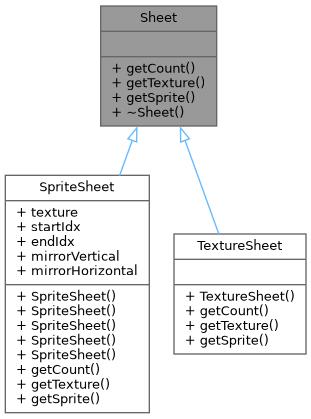 Sheet
+ getCount()
+ getTexture()
+ getSprite()
+ ~Sheet()
SpriteSheet
+ texture
+ startIdx
+ endIdx
+ mirrorVertical
+ mirrorHorizontal
+ SpriteSheet()
+ SpriteSheet()
+ SpriteSheet()
+ SpriteSheet()
+ SpriteSheet()
+ getCount()
+ getTexture()
+ getSprite()
TextureSheet
+ TextureSheet()
+ getCount()
+ getTexture()
+ getSprite()